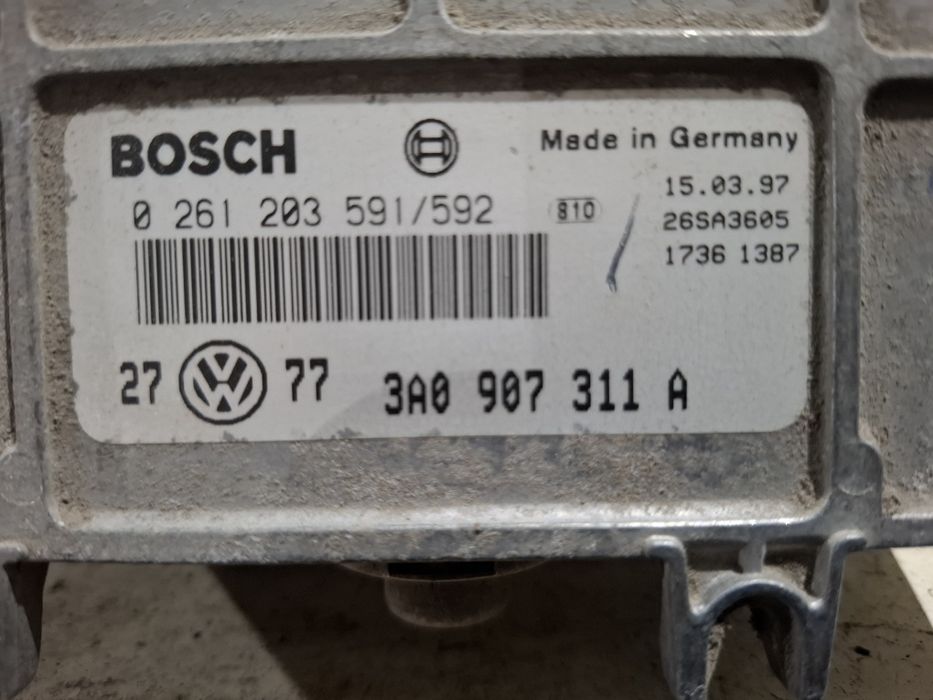 BOSCH
Made in Germany
15.03.97
0 261 203 591/592
810
26SA3605
1736 1387
27 VW 77
3A0 907 311 A